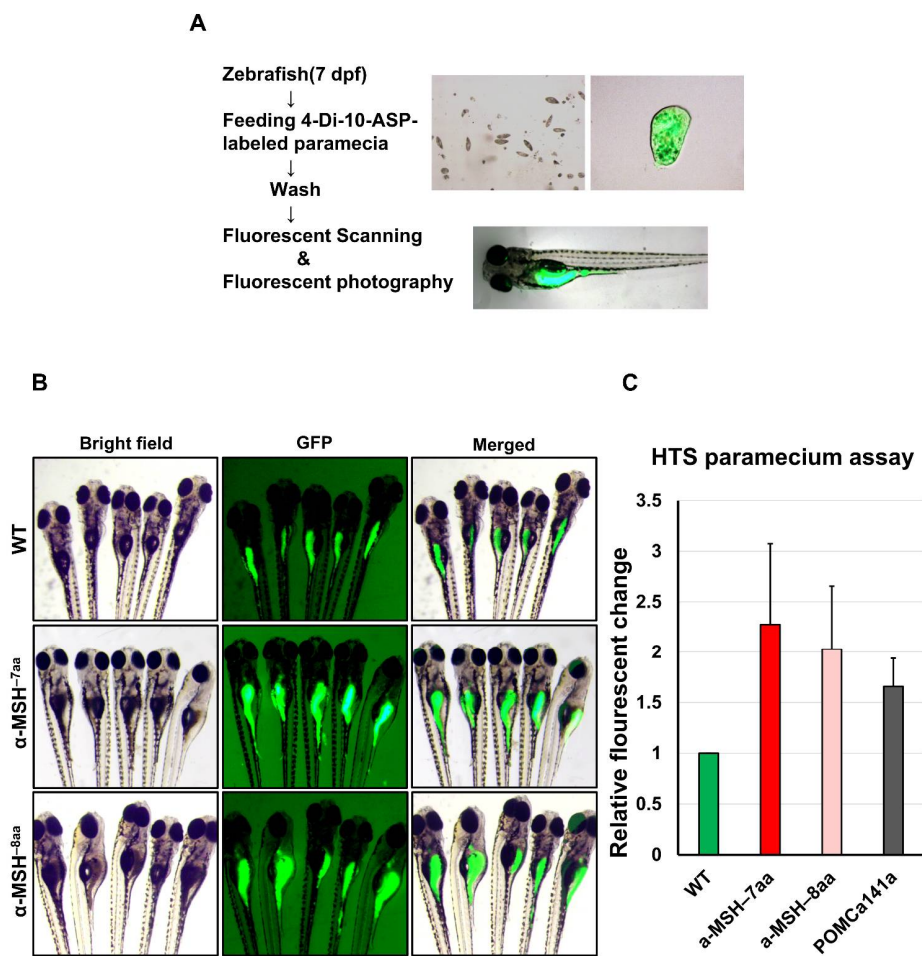 A
Zebrafish(7 dpf)
↓
Feeding 4-Di-10-ASP-
labeled paramecia
↓
Wash
↓
Fluorescent Scanning
&
Fluorescent photography
B
Bright field GFP Merged
WT
α-MSH–7aa
α-MSH–8aa
C
HTS paramecium assay
Relative flourescent change
3.5
3
2.5
2
1.5
1
0.5
0
WT
a-MSH–7aa
a-MSH–8aa
POMCa141a